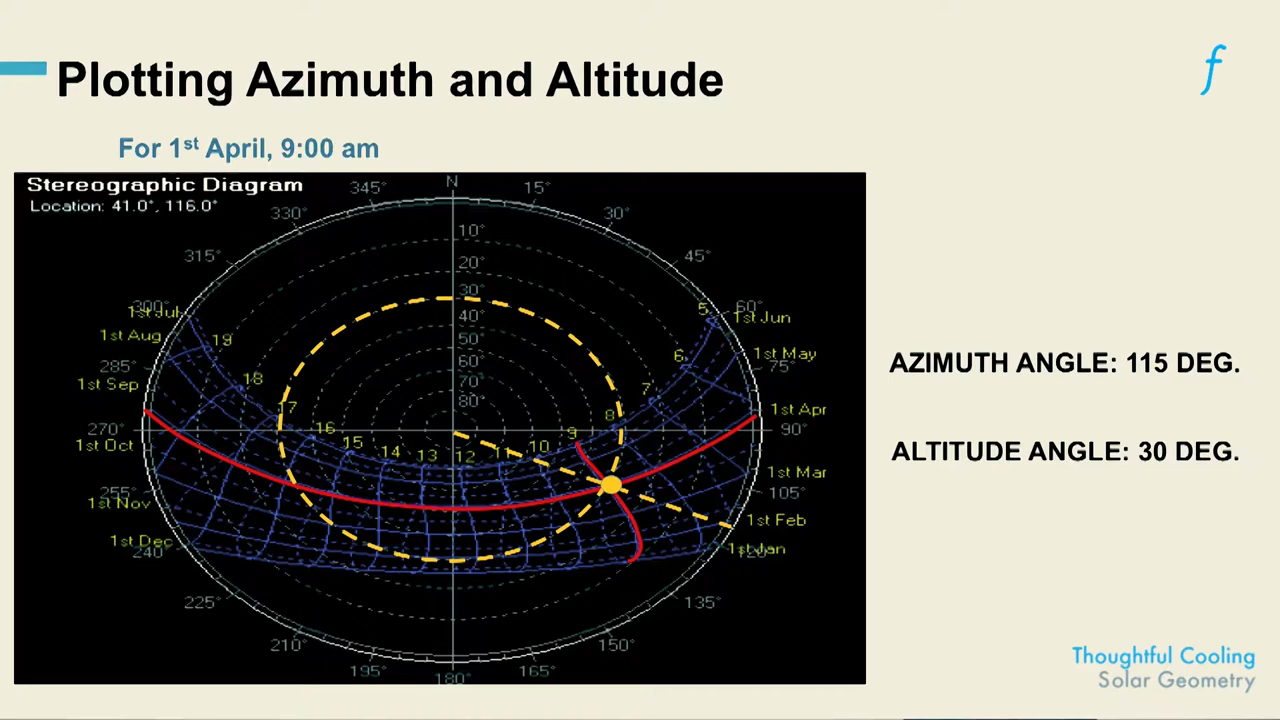 Plotting Azimuth and Altitude
f
For 1st April, 9:00 am
Stereographic Diagram
Location: 41.0°, 116.0°
N
345°
15°
330°
30°
315°
45°
300°
60°
285°
75°
270°
90°
255°
105°
240°
120°
225°
135°
210°
150°
195°
165°
180°
10°
20°
30°
40°
50°
60°
70°
80°
1st Jul
1st Aug
1st Sep
1st Oct
1st Nov
1st Dec
1st Jun
1st May
1st Apr
1st Mar
1st Feb
1st Jan
19
18
17
16
15
14
13
12
11
10
9
8
7
6
5
AZIMUTH ANGLE: 115 DEG.
ALTITUDE ANGLE: 30 DEG.
Thoughtful Cooling
Solar Geometry